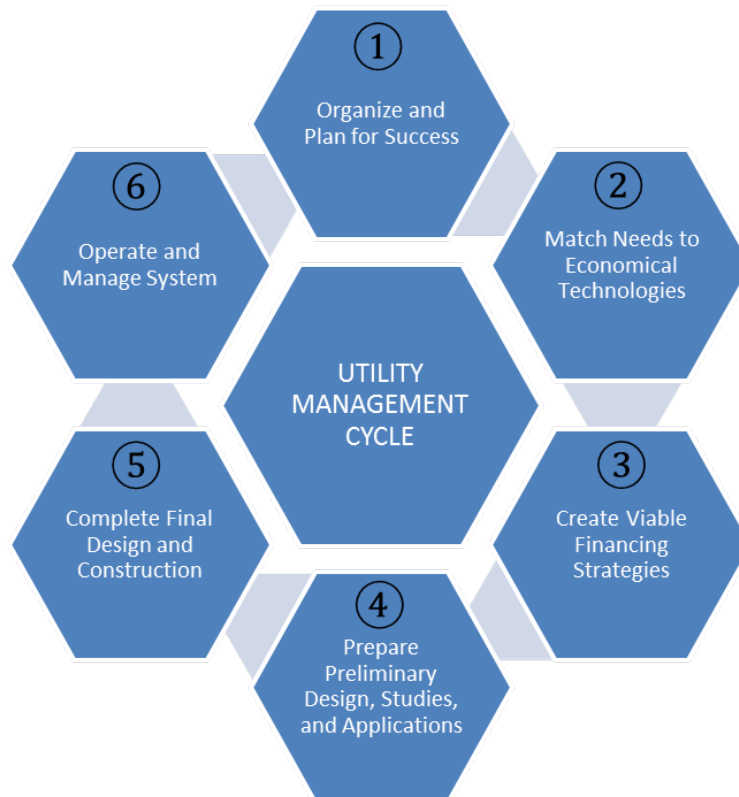 ①
Organize and
Plan for Success
②
Match Needs to
Economical
Technologies
③
Create Viable
Financing
Strategies
④
Prepare
Preliminary
Design, Studies,
and Applications
⑤
Complete Final
Design and
Construction
⑥
Operate and
Manage System
UTILITY
MANAGEMENT
CYCLE